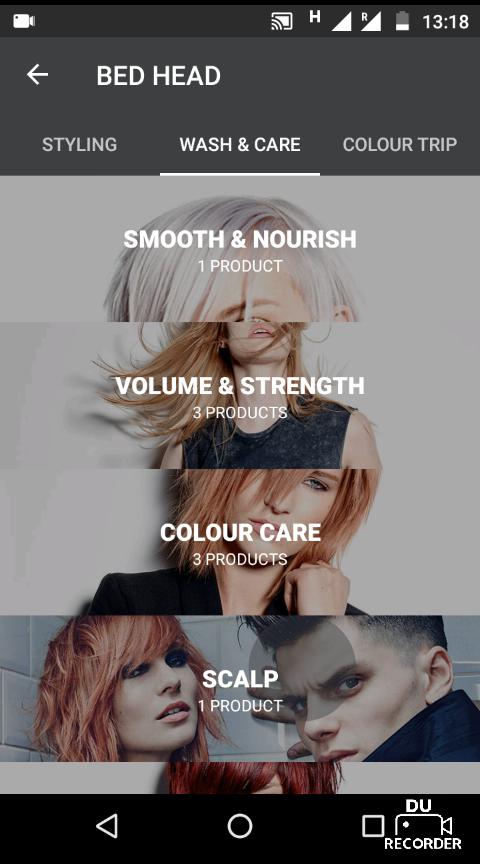 H R 13:18
BED HEAD
STYLING WASH & CARE COLOUR TRIP
SMOOTH & NOURISH
1 PRODUCT
VOLUME & STRENGTH
3 PRODUCTS
COLOUR CARE
3 PRODUCTS
SCALP
1 PRODUCT
DU
RECORDER